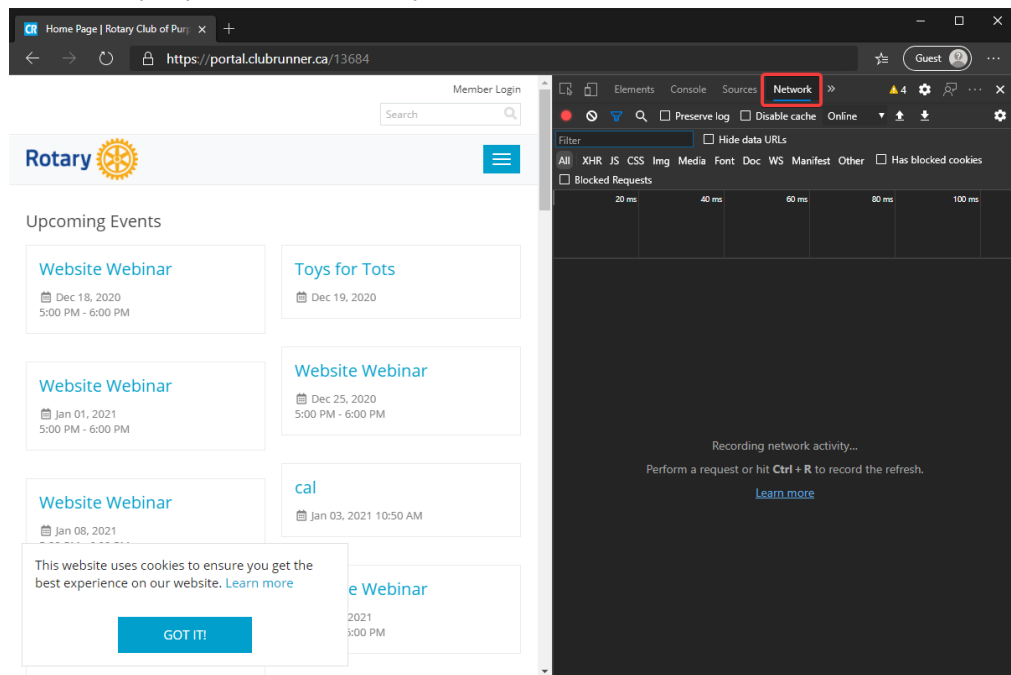 CR Home Page | Rotary Club of Purp
https://portal.clubrunner.ca/13684
Guest
Member Login
Search
Rotary
Upcoming Events
Website Webinar
Dec 18, 2020
5:00 PM - 6:00 PM
Toys for Tots
Dec 19, 2020
Website Webinar
Jan 01, 2021
5:00 PM - 6:00 PM
Website Webinar
Dec 25, 2020
5:00 PM - 6:00 PM
Website Webinar
Jan 08, 2021
cal
Jan 03, 2021 10:50 AM
e Webinar
2021
:00 PM
This website uses cookies to ensure you get the
best experience on our website. Learn more
GOT IT!
Elements Console Sources Network » 4
Preserve log Disable cache Online
Filter Hide data URLs
All XHR JS CSS Img Media Font Doc WS Manifest Other Has blocked cookies
Blocked Requests
20 ms 40 ms 60 ms 80 ms 100 ms
Recording network activity...
Perform a request or hit Ctrl + R to record the refresh.
Learn more